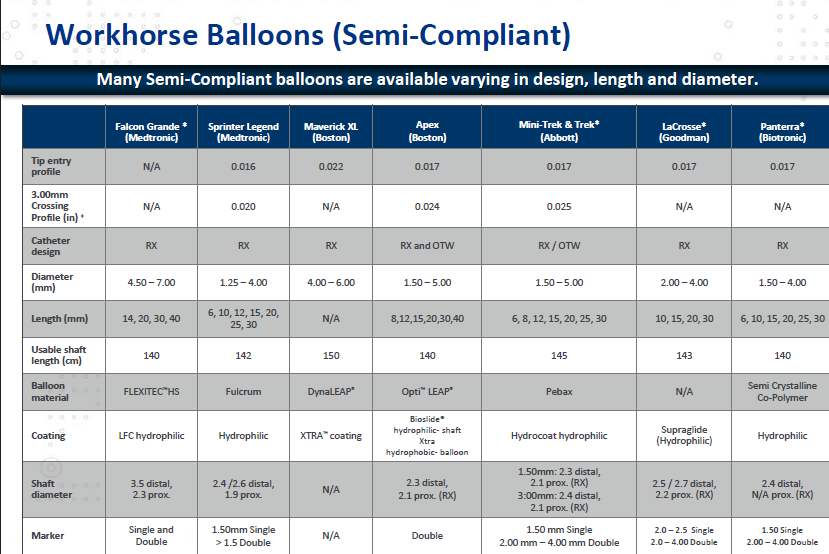 Workhorse Balloons (Semi-Compliant)
Many Semi-Compliant balloons are available varying in design, length and diameter.
Falcon Grande * Sprinter Legend Maverick XL Apex Mini-Trek & Trek* LaCrosse* Panterra*
(Medtronic) (Medtronic) (Boston) (Boston) (Abbott) (Goodman) (Biotronic)
Tip entry
profile
N/A 0.016 0.022 0.017 0.017 0.017 0.017
3.00mm
Crossing
Profile (in) ⁺
N/A 0.020 N/A 0.024 0.025 N/A N/A
Catheter
design
RX RX RX RX and OTW RX / OTW RX RX
Diameter
(mm)
4.50 – 7.00 1.25 – 4.00 4.00 – 6.00 1.50 – 5.00 1.50 – 5.00 2.00 – 4.00 1.50 – 4.00
Length (mm)
14, 20, 30, 40
6, 10, 12, 15, 20,
25, 30
N/A
8,12,15,20,30,40
6, 8, 12, 15, 20, 25, 30
10, 15, 20, 30
6, 10, 15, 20, 25, 30
Usable shaft
length (cm)
140 142 150 140 145 143 140
Balloon
material
FLEXITEC™HS
Fulcrum
DynaLEAP®
Opti™ LEAP®
Pebax
N/A
Semi Crystalline
Co-Polymer
Coating
LFC hydrophilic
Hydrophilic
XTRA™ coating
Bioslide®
hydrophilic- shaft
Xtra
hydrophobic- balloon
Hydrocoat hydrophilic
Supraglide
(Hydrophilic)
Hydrophilic
Shaft
diameter
3.5 distal,
2.3 prox.
2.4 /2.6 distal,
1.9 prox.
N/A
2.3 distal,
2.1 prox. (RX)
1.50mm: 2.3 distal,
2.1 prox. (RX)
3:00mm: 2.4 distal,
2.1 prox. (RX)
2.5 / 2.7 distal,
2.2 prox. (RX)
2.4 distal,
N/A prox. (RX)
Marker
Single and
Double
1.50mm Single
> 1.5 Double
N/A
Double
1.50 mm Single
2.00 mm – 4.00 mm Double
2.0 – 2.5 Single
2.0 – 4.00 Double
1.50 Single
2.00 – 4.00 Double